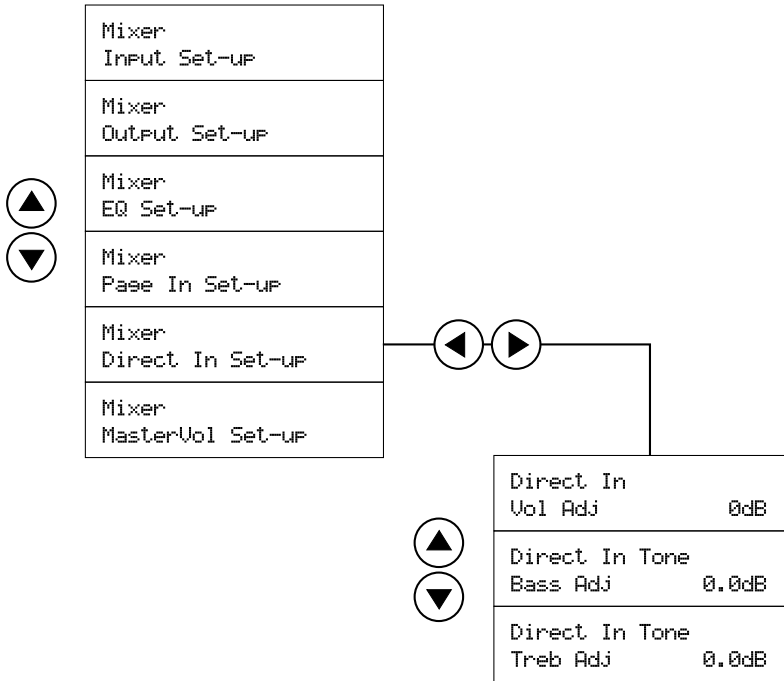 Mixer
Input Set-up
Mixer
Output Set-up
Mixer
EQ Set-up
Mixer
Page In Set-up
Mixer
Direct In Set-up
Mixer
MasterVol Set-up
Direct In
Vol Adj 0dB
Direct In Tone
Bass Adj 0.0dB
Direct In Tone
Treb Adj 0.0dB